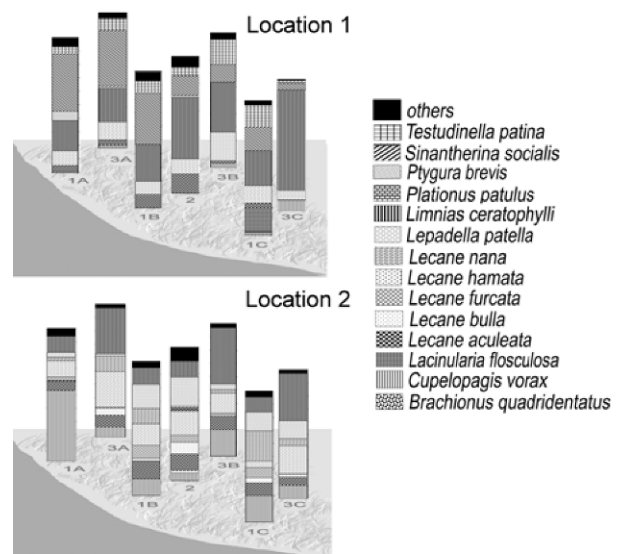 Location 1
3A
1A
1B
2
3B
1C
3C
others
Testudinella patina
Sinantherina socialis
Ptygura brevis
Plationus patulus
Limnias ceratophylli
Lepadella patella
Lecane nana
Lecane hamata
Lecane furcata
Lecane bulla
Lecane aculeata
Lacinularia flosculosa
Cupelopagis vorax
Brachionus quadridentatus
Location 2
3A
1A
1B
2
3B
1C
3C